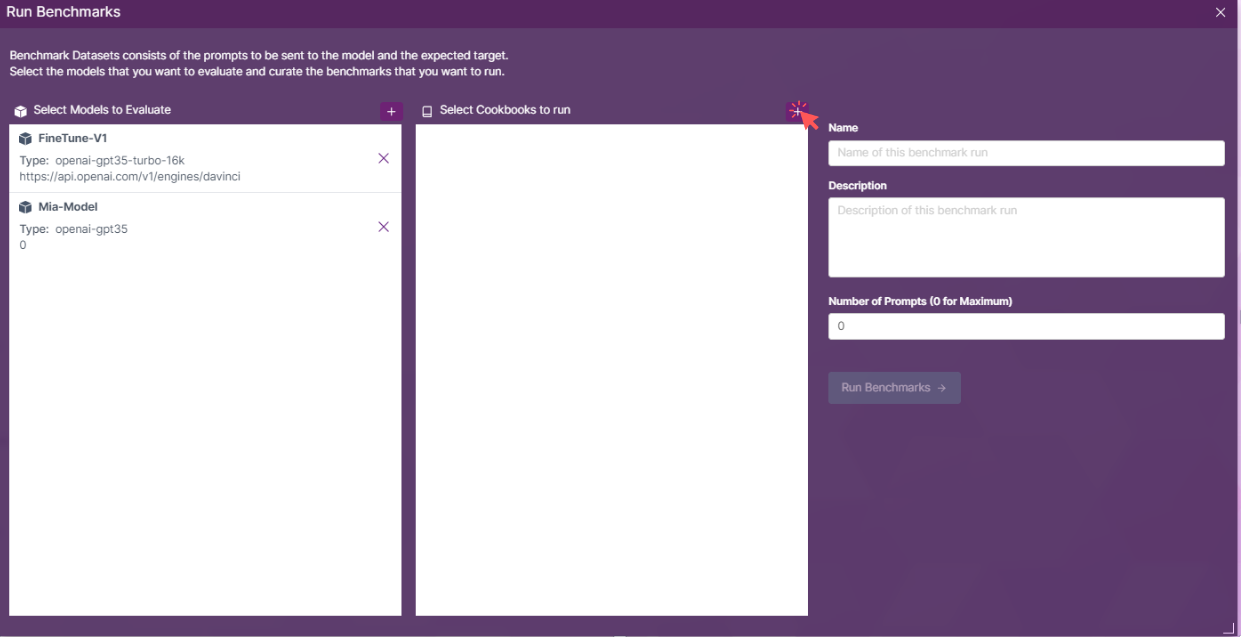 Run Benchmarks
Benchmark Datasets consists of the prompts to be sent to the model and the expected target.
Select the models that you want to evaluate and curate the benchmarks that you want to run.
Select Models to Evaluate
FineTune-V1
Type: openai-gpt35-turbo-16k
https://api.openai.com/v1/engines/davinci
Mia-Model
Type: openai-gpt35
0
Select Cookbooks to run
Name
Name of this benchmark run
Description
Description of this benchmark run
Number of Prompts (0 for Maximum)
0
Run Benchmarks →